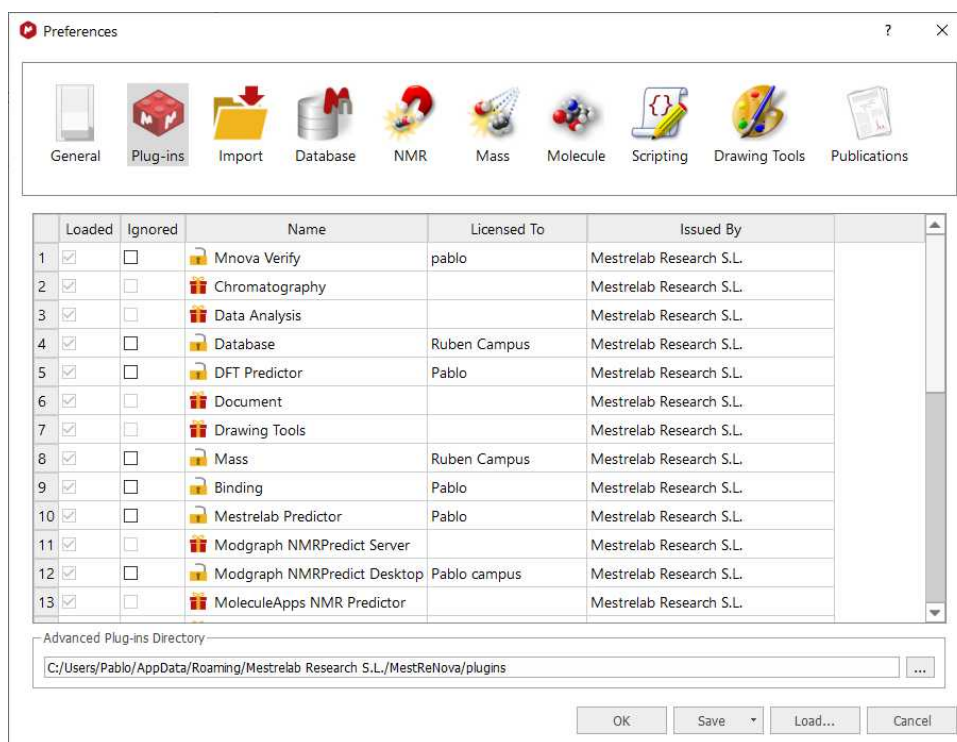 Preferences
?
General Plug-ins Import Database NMR Mass Molecule Scripting Drawing Tools Publications
Loaded Ignored Name Licensed To Issued By
1 Mnova Verify pablo Mestrelab Research S.L.
2 Chromatography Mestrelab Research S.L.
3 Data Analysis Mestrelab Research S.L.
4 Database Ruben Campus Mestrelab Research S.L.
5 DFT Predictor Pablo Mestrelab Research S.L.
6 Document Mestrelab Research S.L.
7 Drawing Tools Mestrelab Research S.L.
8 Mass Ruben Campus Mestrelab Research S.L.
9 Binding Pablo Mestrelab Research S.L.
10 Mestrelab Predictor Pablo Mestrelab Research S.L.
11 Modgraph NMRPredict Server Mestrelab Research S.L.
12 Modgraph NMRPredict Desktop Pablo campus Mestrelab Research S.L.
13 MoleculeApps NMR Predictor Mestrelab Research S.L.
Advanced Plug-ins Directory
C:/Users/Pablo/AppData/Roaming/Mestrelab Research S.L./MestReNova/plugins ...
OK Save Load... Cancel